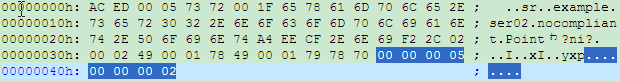 00000000h: AC ED 00 05 73 72 00 1F 65 78 61 6D 70 6C 65 2E ; ..sr..example.
00000010h: 73 65 72 30 32 2E 6E 6F 63 6F 6D 70 6C 69 61 6E ; ser02.nocomplian
00000020h: 74 2E 50 6F 69 6E 74 A4 EE CF 2E 6E 69 F2 2C 02 ; t.Point?ni?.
00000030h: 00 02 49 00 01 78 49 00 01 79 78 70 00 00 00 05 ; ..I..xI..yxp....
00000040h: 00 00 00 02 ; ....